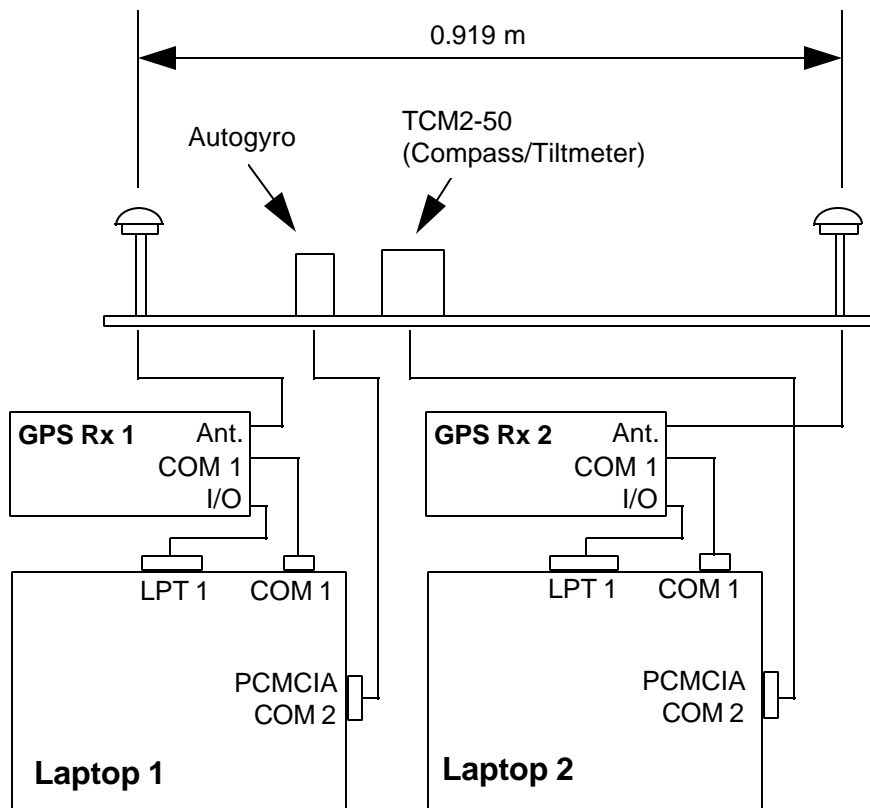 0.919 m
Autogyro
TCM2-50
(Compass/Tiltmeter)
GPS Rx 1
Ant.
COM 1
I/O
GPS Rx 2
Ant.
COM 1
I/O
LPT 1
COM 1
PCMCIA
COM 2
Laptop 1
LPT 1
COM 1
PCMCIA
COM 2
Laptop 2